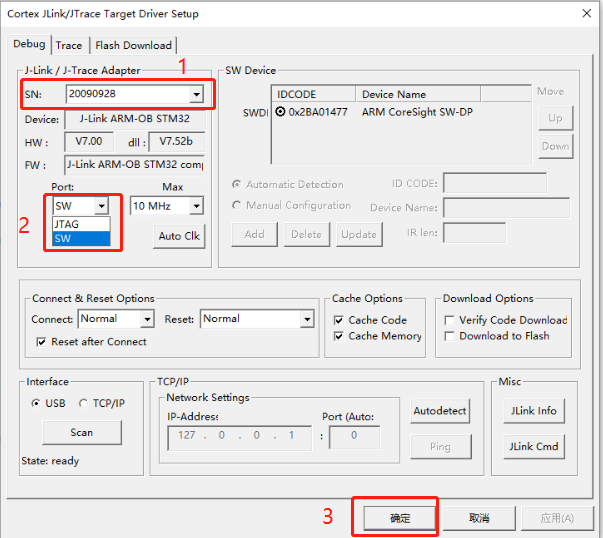 Cortex JLink/JTrace Target Driver Setup
Debug Trace Flash Download
1
J-Link / J-Trace Adapter
SN: 20090928
Device: J-Link ARM-OB STM32
HW : V7.00 dll : V7.52b
FW : J-Link ARM-OB STM32 comp
Port: Max
2
SW 10 MHz
JTAG
SW
Auto Clk
SW Device
IDCODE Device Name
SWDI 0x2BA01477 ARM CoreSight SW-DP
Move
Up
Down
Automatic Detection ID CODE:
Manual Configuration Device Name:
Add Delete Update IR len:
Connect & Reset Options
Connect: Normal Reset: Normal
Reset after Connect
Cache Options
Cache Code
Cache Memory
Download Options
Verify Code Download
Download to Flash
Interface
USB TCP/IP
Scan
State: ready
TCP/IP
Network Settings
IP-Address Port (Auto:
127 . 0 . 0 . 1 : 0
Autodetect
Ping
Misc
JLink Info
JLink Cmd
3
确定 取消 应用(A)